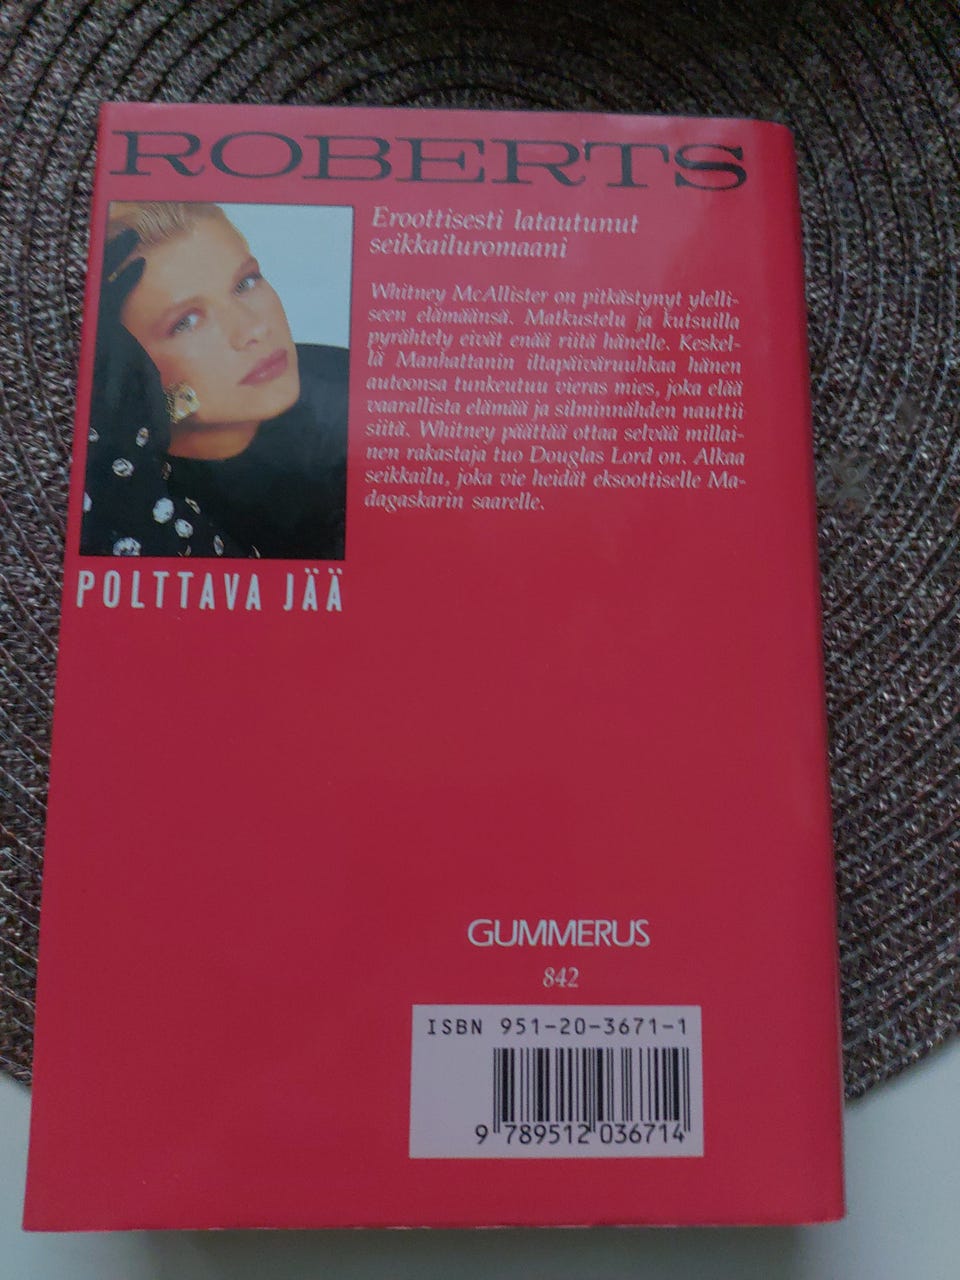 ROBERTS
Eroottisesti latautunut
seikkailuromaani
Whitney McAllister on pitkästynyt ylelli-
seen elämäänsä. Matkustelu ja kutsuilla
pyrähtely eivät enää riitä hänelle. Keskel-
lä Manhattanin iltapäiväruuhkaa hänen
autoonsa tunkeutuu vieras mies, joka elää
vaarallista elämää ja silminnähden nauttii
siitä. Whitney päättää ottaa selvää millai-
nen rakastaja tuo Douglas Lord on. Alkaa
seikkailu, joka vie heidät eksoottiselle Ma-
dagaskarin saarelle.
POLTTAVA JÄÄ
GUMMERUS
842
ISBN 951-20-3671-1
9 789512 036714